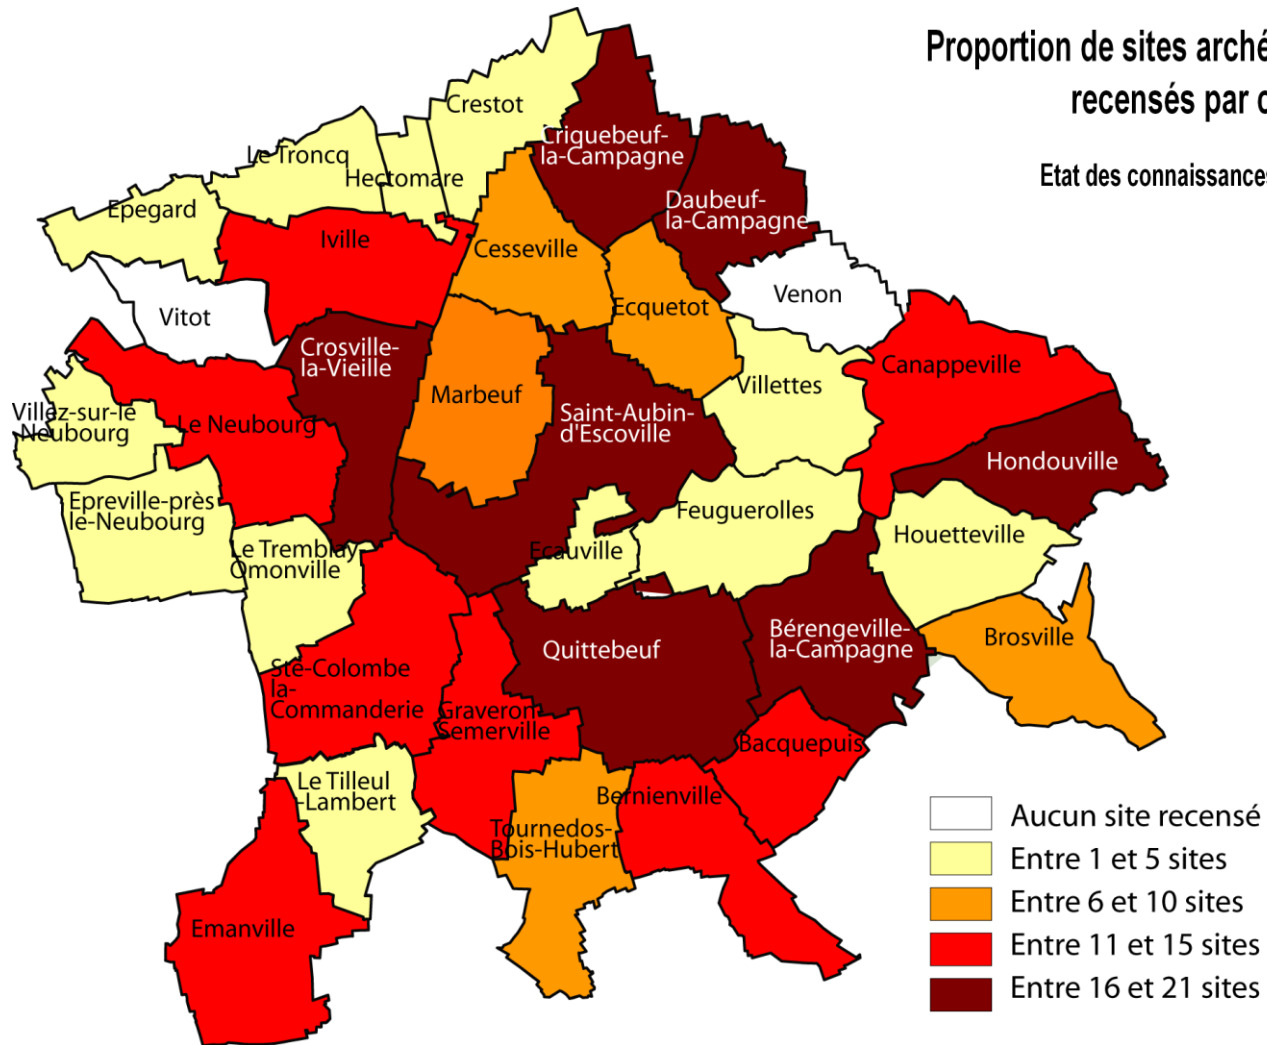 Proportion de sites arché
recensés par c
Etat des connaissances
Crestot
Criquebeuf-
la-Campagne
Le Troncq
Hectomare
Daubeuf-
la-Campagne
Epegard
Iville
Cesseville
Venon
Ecquetot
Vitot
Crosville-
la-Vieille
Canappeville
Villettes
Marbeuf
Villez-sur-le
Neubourg
Le Neubourg
Saint-Aubin-
d'Escoville
Hondouville
Epreville-près
le-Neubourg
Feuguerolles
Houetteville
Le Tremblay
Omonville
Ecauville
Bérengeville-
la-Campagne
Brosville
Quittebeuf
Ste-Colombe
la-
Commanderie
Graveron
Semerville
Bacquepuis
Le Tilleul
-Lambert
Bernienville
Tournedos-
Bois-Hubert
Emanville
Aucun site recensé
Entre 1 et 5 sites
Entre 6 et 10 sites
Entre 11 et 15 sites
Entre 16 et 21 sites